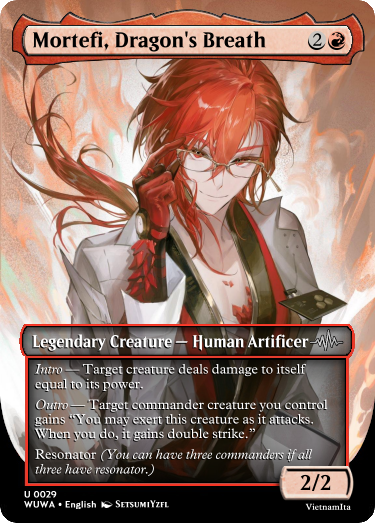 Mortefi, Dragon's Breath 2
Legendary Creature — Human Artificer
Intro — Target creature deals damage to itself
equal to its power.
Outro — Target commander creature you control
gains “You may exert this creature as it attacks.
When you do, it gains double strike.”
Resonator (You can have three commanders if all
three have resonator.)
2/2
U 0029
WUWA • English SetsumiYzfl
VietnamIta